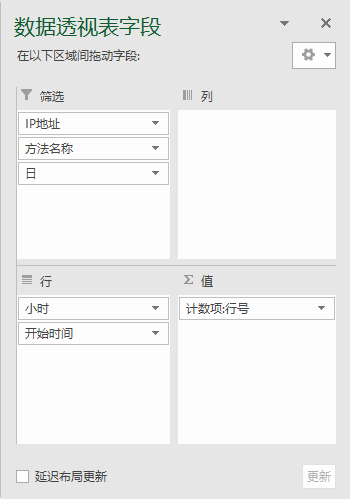 数据透视表字段
在以下区域间拖动字段:
筛选
列
IP地址
方法名称
日
行
值
小时
计数项:行号
开始时间
延迟布局更新
更新